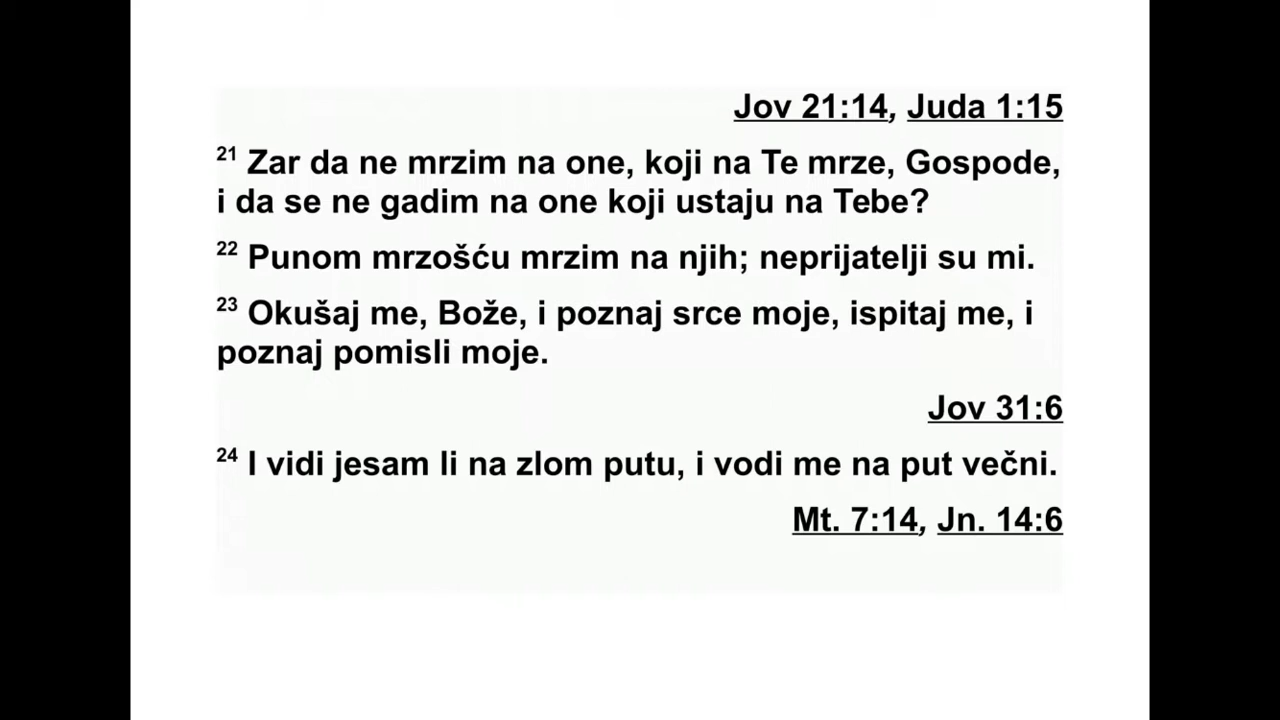 Jov 21:14, Juda 1:15
21 Zar da ne mrzim na one, koji na Te mrze, Gospode,
i da se ne gadim na one koji ustaju na Tebe?
22 Punom mrzošću mrzim na njih; neprijatelji su mi.
23 Okušaj me, Bože, i poznaj srce moje, ispitaj me, i
poznaj pomisli moje.
Jov 31:6
24 I vidi jesam li na zlom putu, i vodi me na put večni.
Mt. 7:14, Jn. 14:6